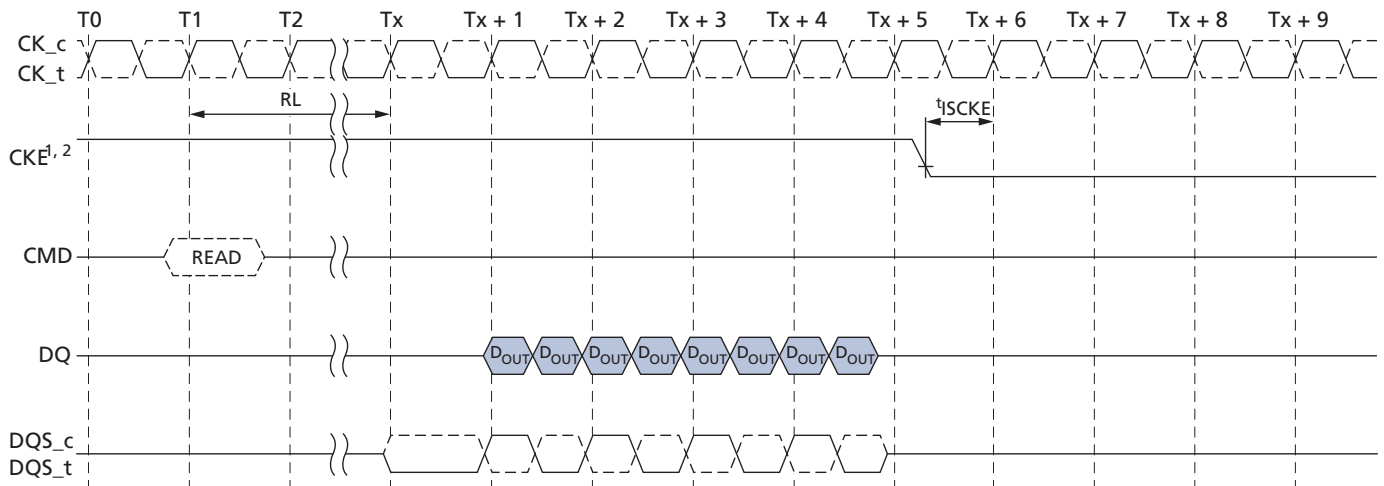 T0 T1 T2 Tx Tx + 1 Tx + 2 Tx + 3 Tx + 4 Tx + 5 Tx + 6 Tx + 7 Tx + 8 Tx + 9
CK_c
CK_t
RL
tISCKE
CKE1, 2
CMD
READ
DQ
DOUT DOUT DOUT DOUT DOUT DOUT DOUT DOUT
DQS_c
DQS_t